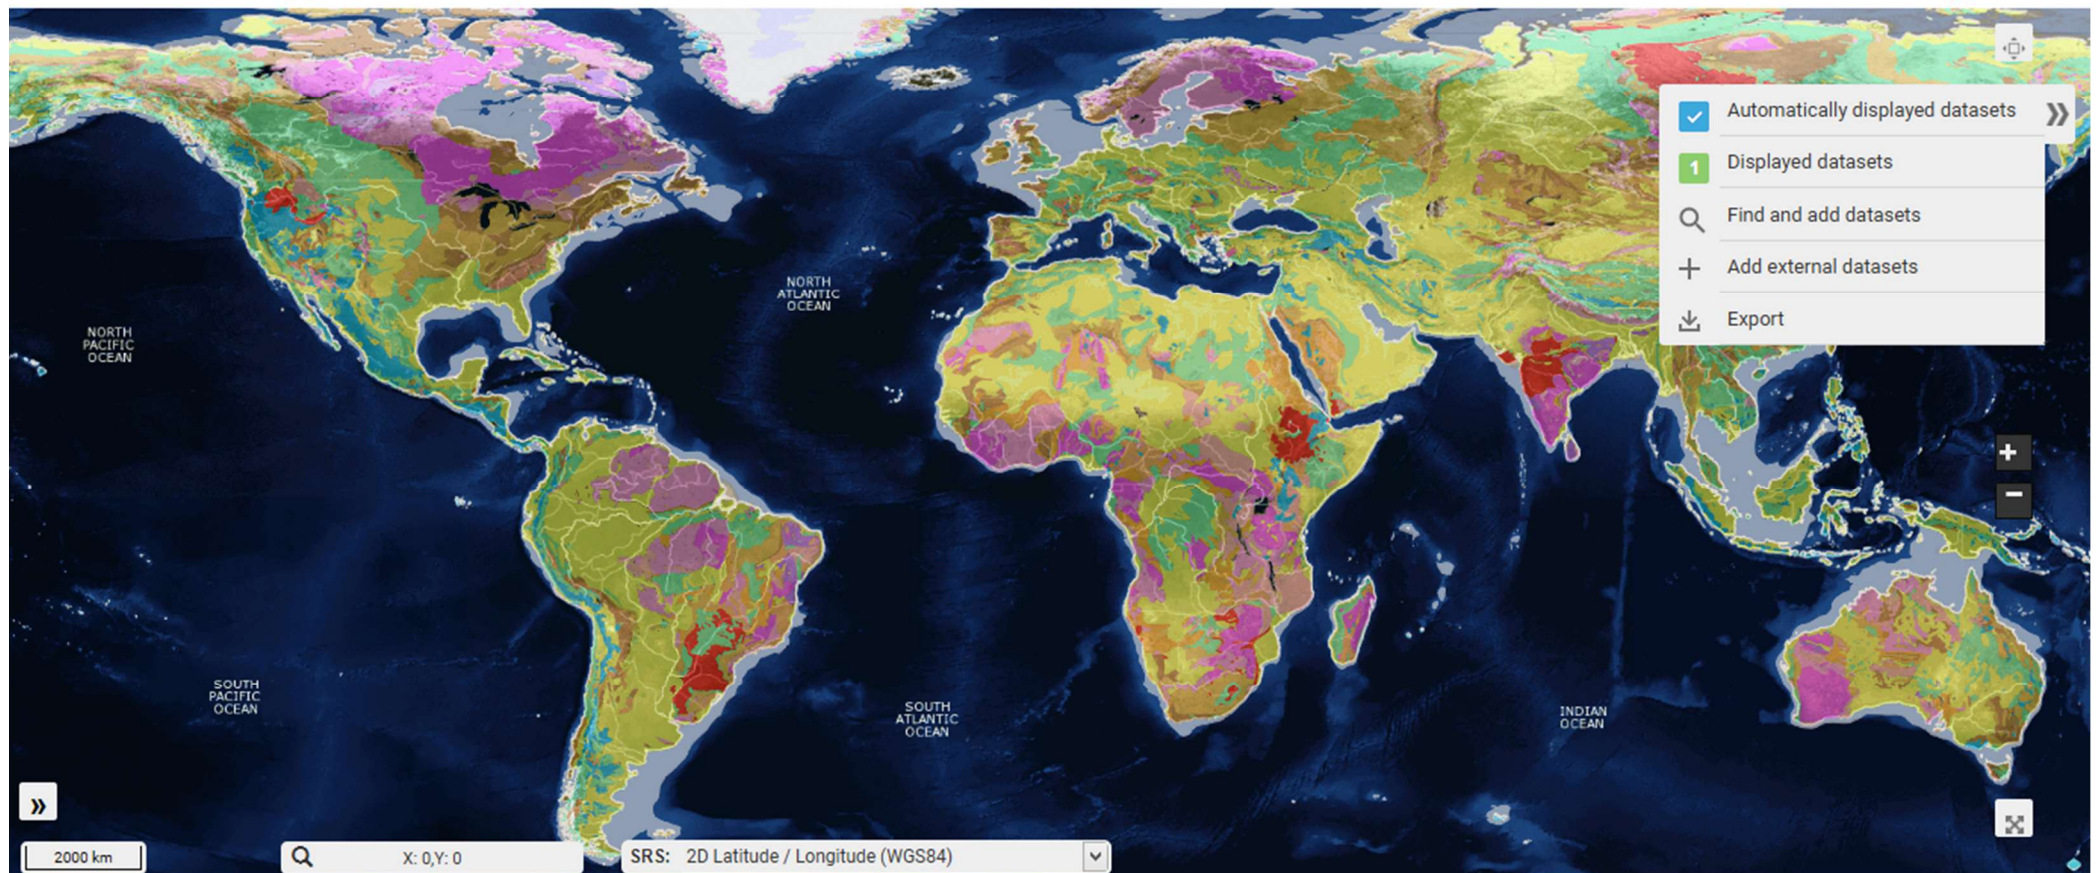 Automatically displayed datasets
1 Displayed datasets
Find and add datasets
Add external datasets
Export
NORTH
ATLANTIC
OCEAN
NORTH
PACIFIC
OCEAN
SOUTH
PACIFIC
OCEAN
SOUTH
ATLANTIC
OCEAN
INDIAN
OCEAN
2000 km
X: 0,Y: 0
SRS: 2D Latitude / Longitude (WGS84)